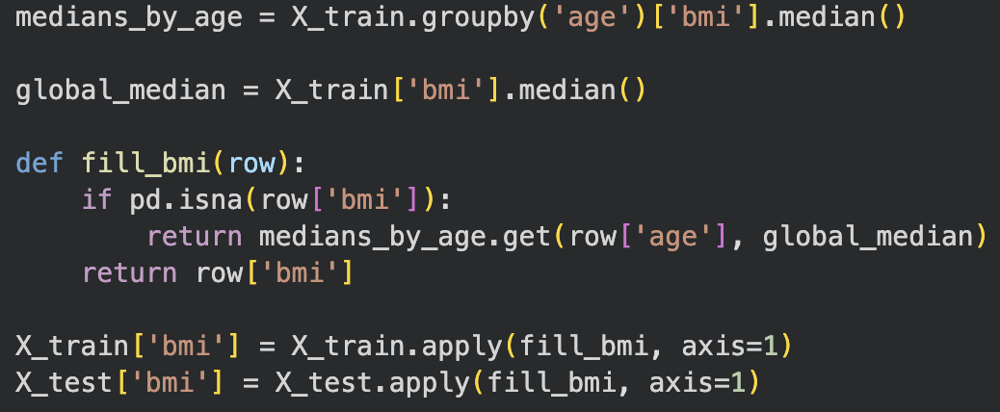 medians_by_age = X_train.groupby('age')['bmi'].median()
global_median = X_train['bmi'].median()
def fill_bmi(row):
    if pd.isna(row['bmi']):
        return medians_by_age.get(row['age'], global_median)
    return row['bmi']
X_train['bmi'] = X_train.apply(fill_bmi, axis=1)
X_test['bmi'] = X_test.apply(fill_bmi, axis=1)